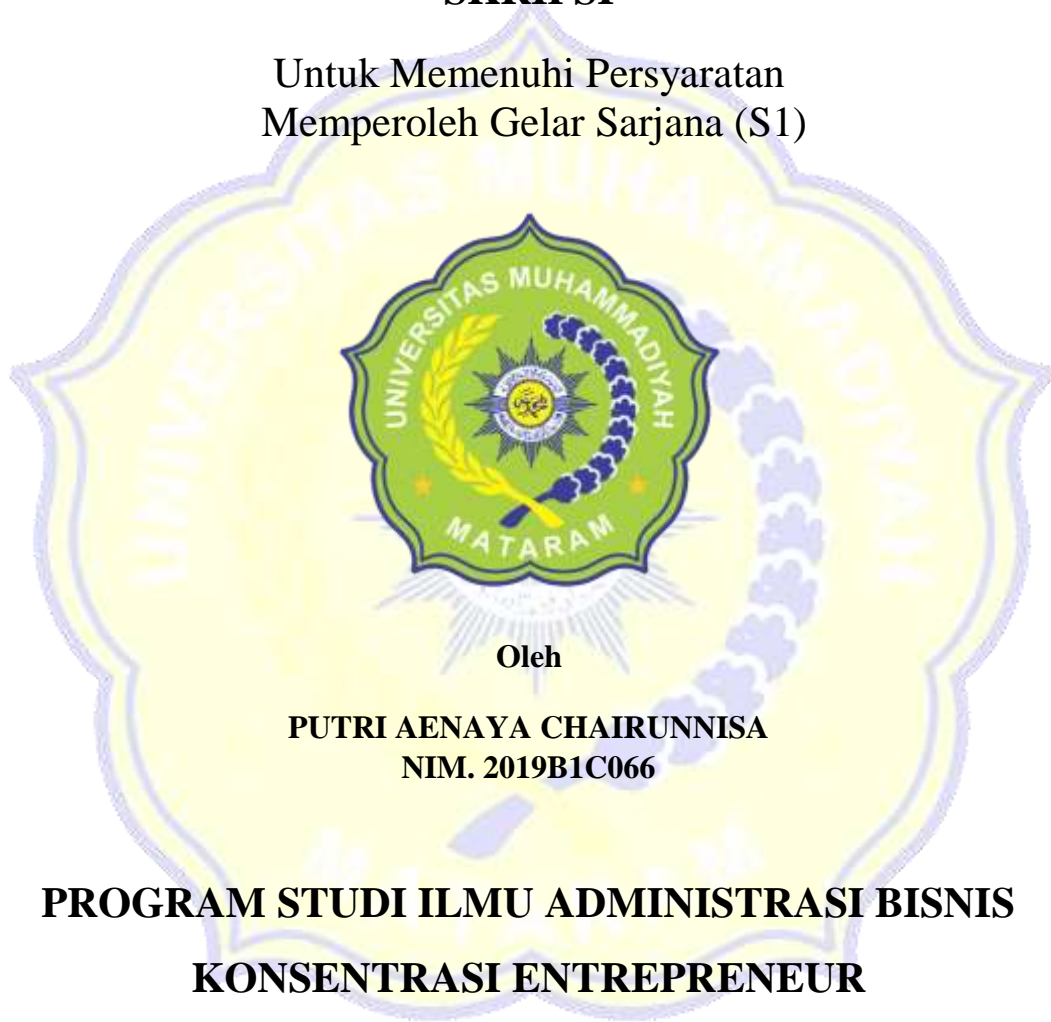 SKRIPSI
Untuk Memenuhi Persyaratan
Memperoleh Gelar Sarjana (S1)
UNIVERSITAS MUHAMMADIYAH
MATARAM
Oleh
PUTRI AENAYA CHAIRUNNISA
NIM. 2019B1C066
PROGRAM STUDI ILMU ADMINISTRASI BISNIS
KONSENTRASI ENTREPRENEUR